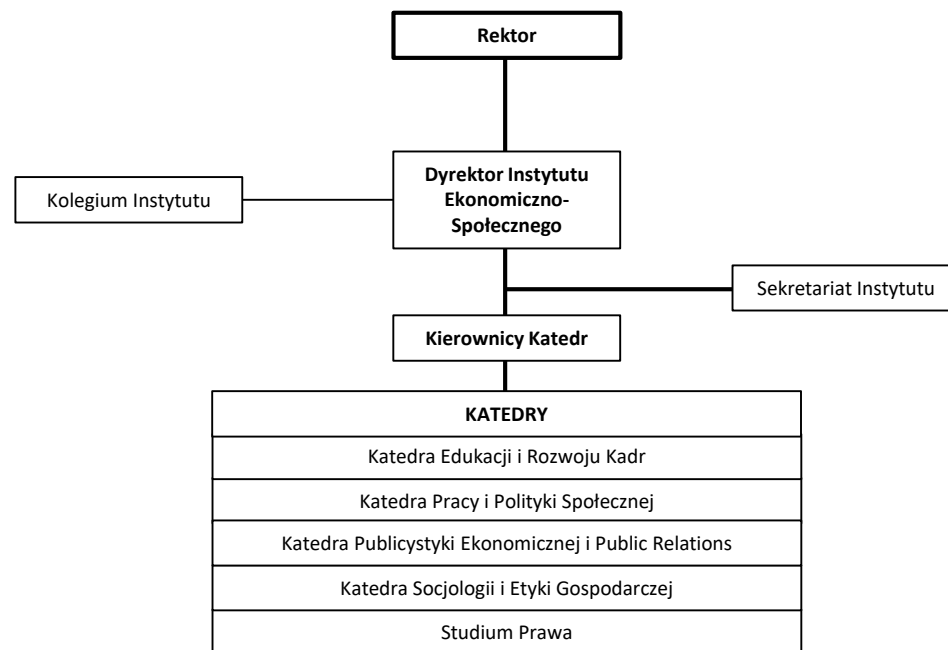 Rektor
Dyrektor Instytutu
Ekonomiczno-
Społecznego
Kolegium Instytutu
Sekretariat Instytutu
Kierownicy Katedr
KATEDRY
Katedra Edukacji i Rozwoju Kadr
Katedra Pracy i Polityki Społecznej
Katedra Publicystyki Ekonomicznej i Public Relations
Katedra Socjologii i Etyki Gospodarczej
Studium Prawa